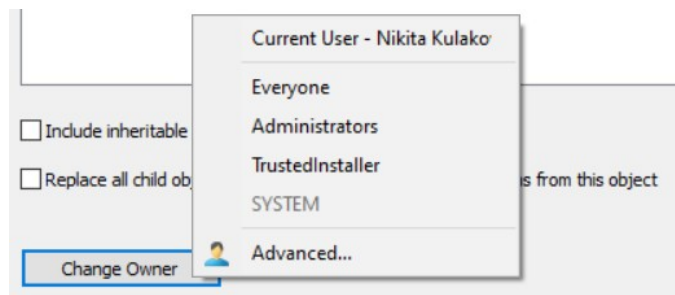 Current User - Nikita Kulako
Everyone
Administrators
Include inheritable
TrustedInstaller
Replace all child ob
s from this object
SYSTEM
Advanced...
Change Owner